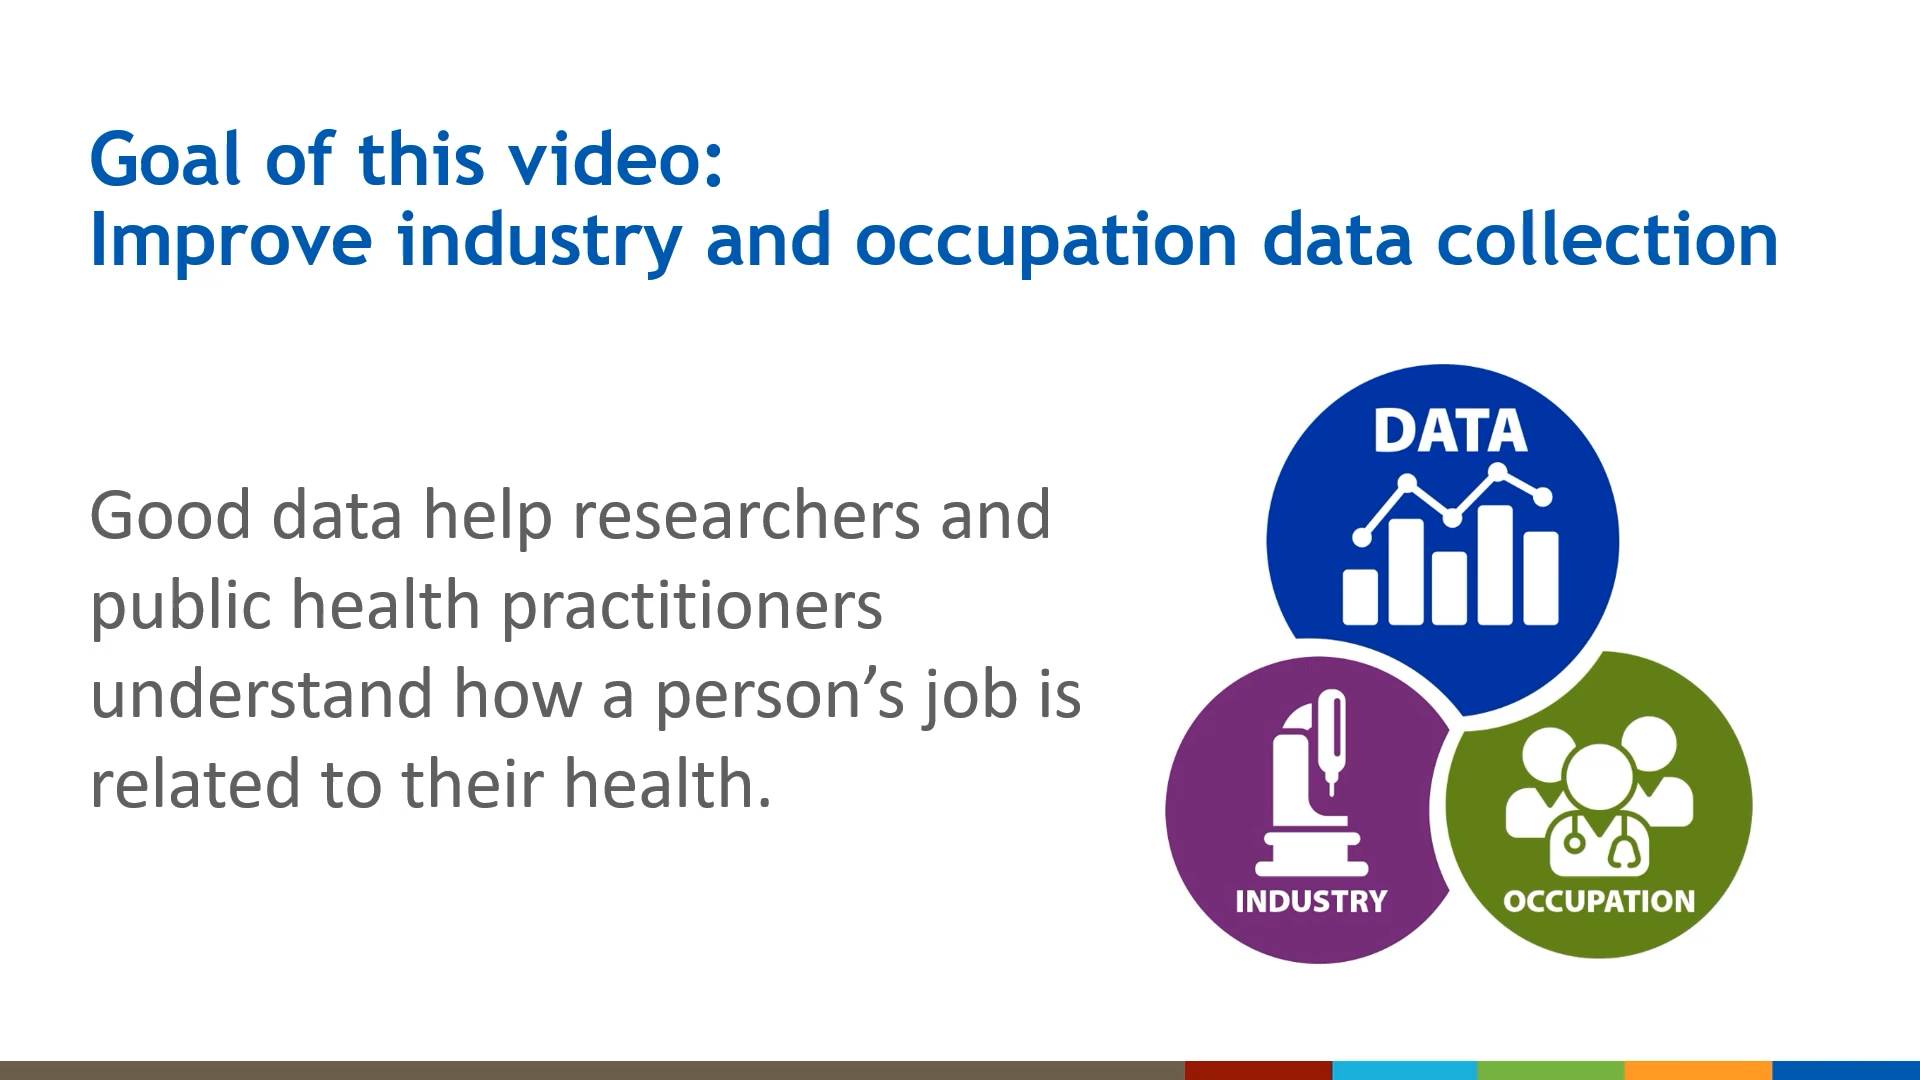 Goal of this video:
Improve industry and occupation data collection
Good data help researchers and
public health practitioners
understand how a person’s job is
related to their health.
DATA
INDUSTRY
OCCUPATION